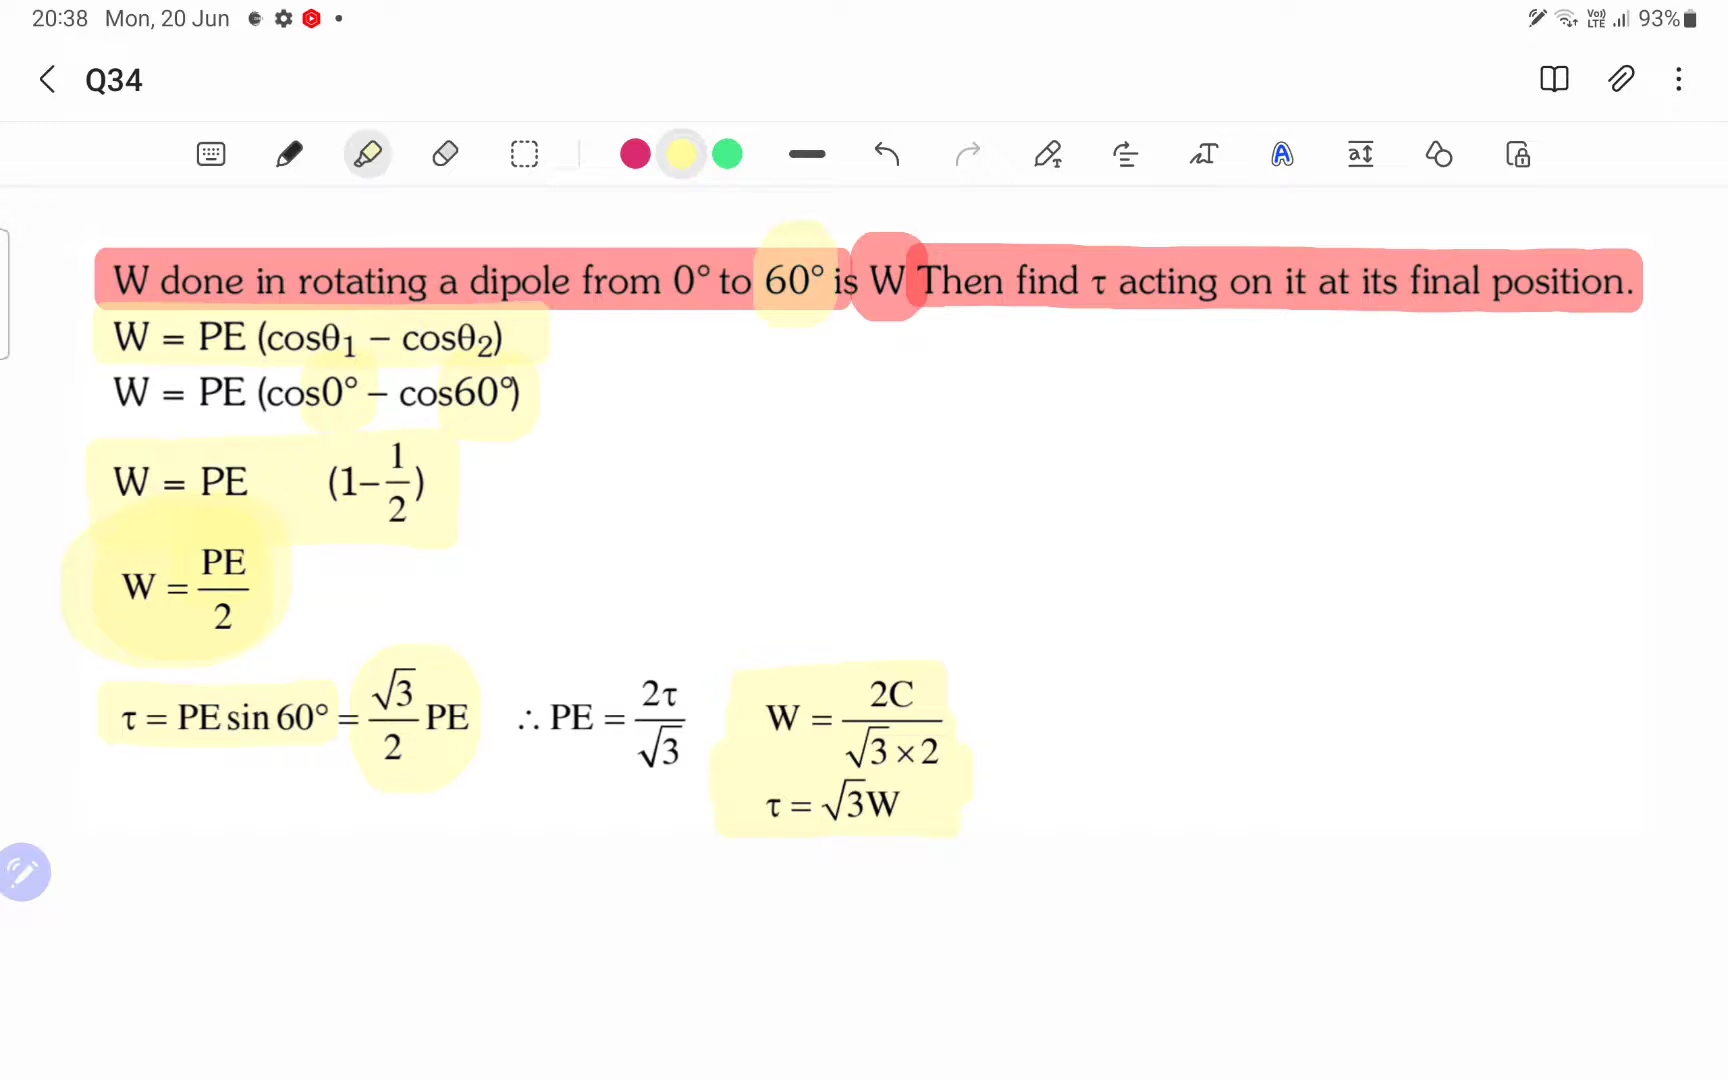 20:38 Mon, 20 Jun 93%
Vo)) LTE
Q34
W done in rotating a dipole from 0° to 60° is W Then find τ acting on it at its final position.
W = PE (cosθ₁ – cosθ₂)
W = PE (cos0° – cos60°)
W = PE (1–1/2)
W = PE/2
τ = PE sin 60° = √3/2 PE ∴ PE = 2τ/√3 W = 2C/√3 × 2
τ = √3W